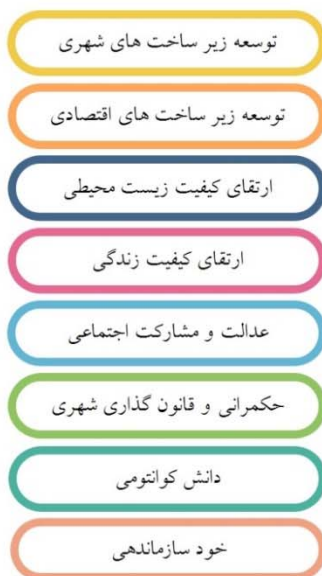 توسعه زیر ساخت های شهری
توسعه زیر ساخت های اقتصادی
ارتقای کیفیت زیست محیطی
ارتقای کیفیت زندگی
عدالت و مشارکت اجتماعی
حکمرانی و قانون گذاری شهری
دانش کوانتومی
خود سازماندهی